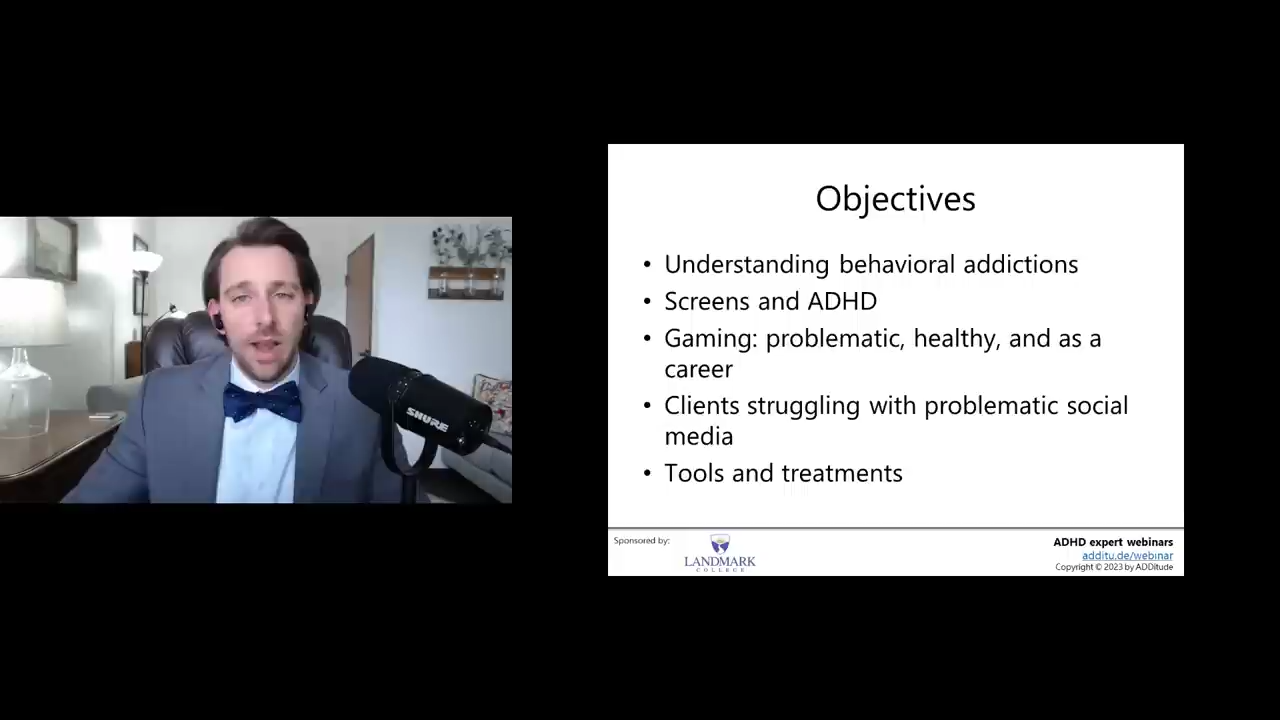 SHURE
Objectives
• Understanding behavioral addictions
• Screens and ADHD
• Gaming: problematic, healthy, and as a
career
• Clients struggling with problematic social
media
• Tools and treatments
Sponsored by:
LANDMARK
COLLEGE
ADHD expert webinars
additu.de/webinar
Copyright © 2023 by ADDitude